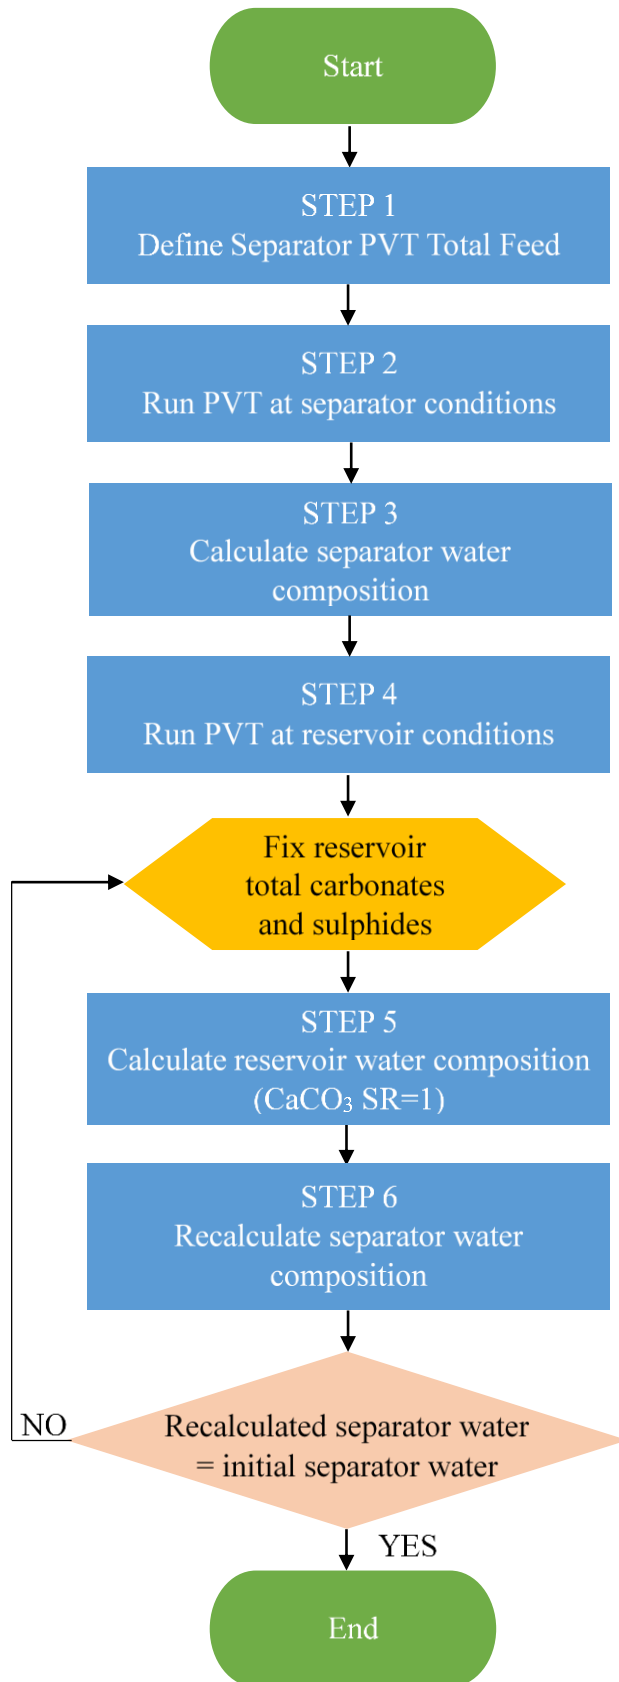 Start
STEP 1
Define Separator PVT Total Feed
STEP 2
Run PVT at separator conditions
STEP 3
Calculate separator water
composition
STEP 4
Run PVT at reservoir conditions
Fix reservoir
total carbonates
and sulphides
STEP 5
Calculate reservoir water composition
(CaCO₃ SR=1)
STEP 6
Recalculate separator water
composition
NO
Recalculated separator water
= initial separator water
YES
End